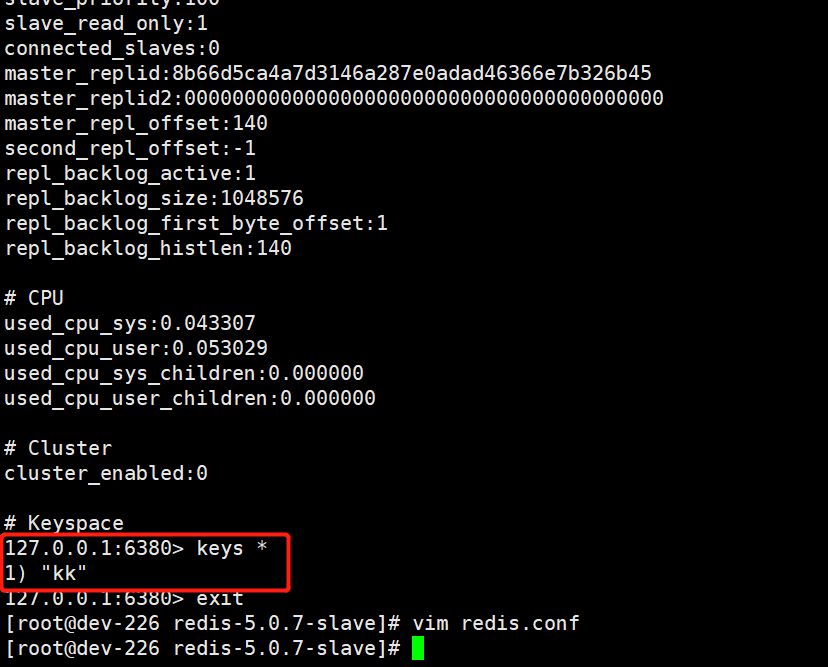 slave_priority:100
slave_read_only:1
connected_slaves:0
master_replid:8b66d5ca4a7d3146a287e0adad46366e7b326b45
master_replid2:0000000000000000000000000000000000000000
master_repl_offset:140
second_repl_offset:-1
repl_backlog_active:1
repl_backlog_size:1048576
repl_backlog_first_byte_offset:1
repl_backlog_histlen:140
# CPU
used_cpu_sys:0.043307
used_cpu_user:0.053029
used_cpu_sys_children:0.000000
used_cpu_user_children:0.000000
# Cluster
cluster_enabled:0
# Keyspace
127.0.0.1:6380> keys *
1) "kk"
127.0.0.1:6380> exit
[root@dev-226 redis-5.0.7-slave]# vim redis.conf
[root@dev-226 redis-5.0.7-slave]#